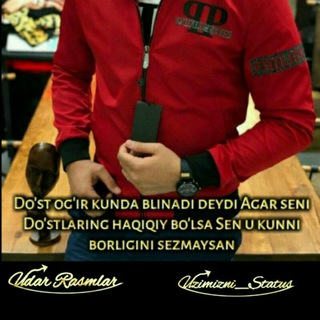 DO'ST OG'IR KUNDA BLINADI DEYDI AGAR SENI
DO'STLARING HAQIQIY BO'LSA SEN U KUNNI
BORLIGINI SEZMAYSAN
Udar Rasmlar
Uzimizni_Status